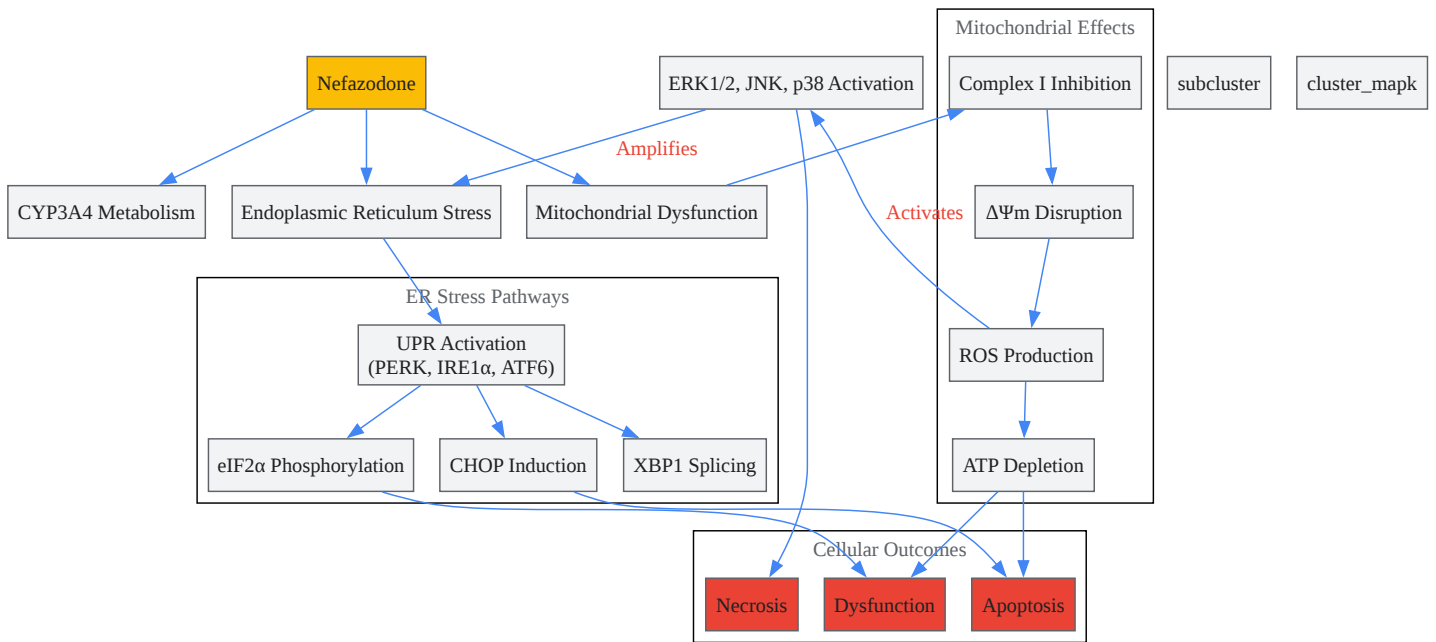 Mitochondrial Effects
Nefazodone
ERK1/2, JNK, p38 Activation
Complex I Inhibition
subcluster
cluster_mapk
Amplifies
CYP3A4 Metabolism
Endoplasmic Reticulum Stress
Mitochondrial Dysfunction
Activates
ΔΨm Disruption
ER Stress Pathways
UPR Activation
(PERK, IRE1α, ATF6)
ROS Production
eIF2α Phosphorylation
CHOP Induction
XBP1 Splicing
ATP Depletion
Cellular Outcomes
Necrosis
Dysfunction
Apoptosis